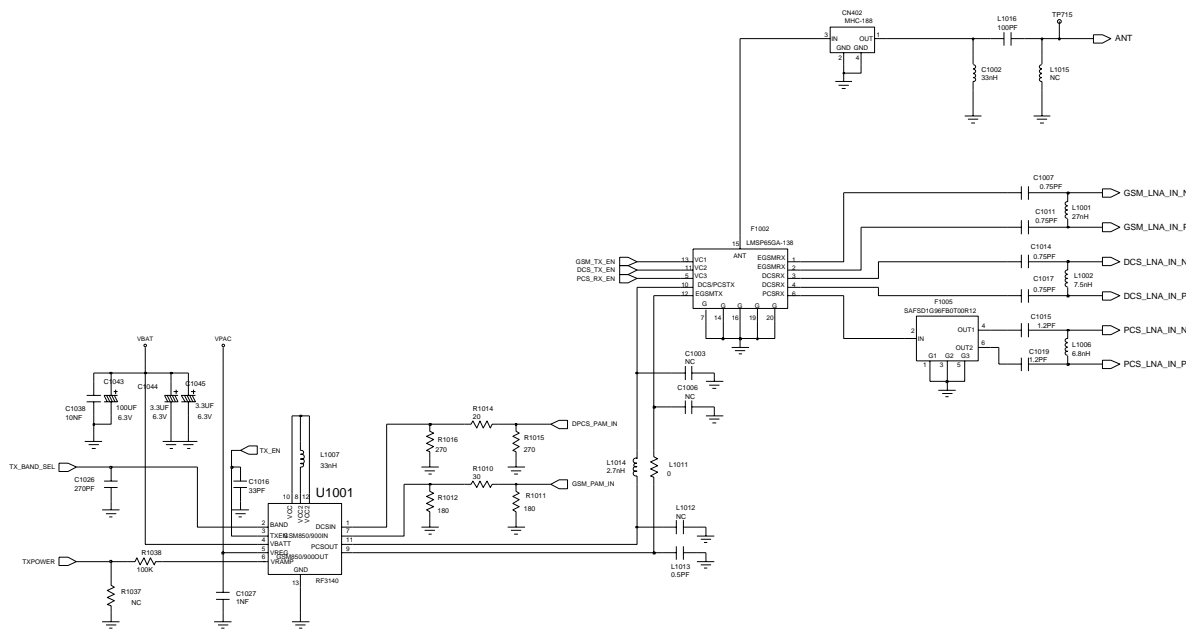 CN402
MHC-188
3 IN OUT 1
GND GND
2 4
L1016
100PF
TP715
ANT
C1002
33nH
L1015
NC
C1007
0.75PF
GSM_LNA_IN_N
L1001
27nH
C1011
0.75PF
GSM_LNA_IN_P
C1014
0.75PF
DCS_LNA_IN_N
L1002
7.5nH
C1017
0.75PF
DCS_LNA_IN_P
C1015
1.2PF
PCS_LNA_IN_N
L1006
6.8nH
C1019
1.2PF
PCS_LNA_IN_P
F1005
SAFSD1G96FB0T00R12
2 IN
OUT1 4
OUT2 6
G1 G2 G3
1 3 5
F1002
LMSP65GA-138
15
ANT
GSM_TX_EN 13 VC1
DCS_TX_EN 11 VC2
PCS_RX_EN 5 VC3
10 DCS/PCSTX
12 EGSMTX
EGSMRX 1
EGSMRX 2
DCSRX 3
DCSRX 4
PCSRX 6
G G G G G
7 14 16 19 20
C1003
NC
C1006
NC
L1014
2.7nH
L1011
0
L1012
NC
L1013
0.5PF
VBAT
VPAC
C1043
100UF
6.3V
C1044
3.3UF
6.3V
C1045
3.3UF
6.3V
C1038
10NF
TX_EN
C1016
33PF
L1007
33nH
TX_BAND_SEL
C1026
270PF
TXPOWER
R1038
100K
R1037
NC
C1027
1NF
U1001
10 8 12
VCC VCC2 VCC2
2 BAND
3 TXEN
4 VBATT
5 VREG
6 VRAMP
DCSIN 1
GSM850/900IN 7
PCSOUT 11
GSM850/900OUT 9
GND
13
RF3140
R1014
20
R1016
270
R1015
270
DPCS_PAM_IN
R1010
30
R1012
180
R1011
180
GSM_PAM_IN